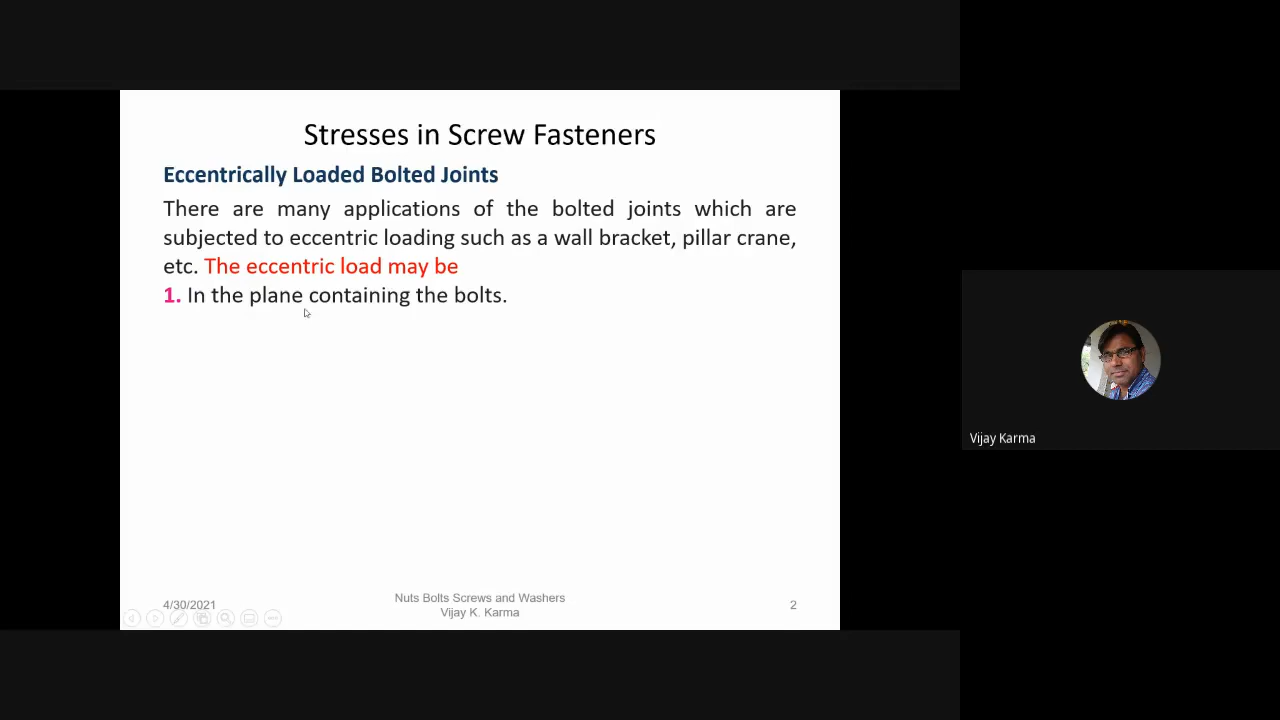 Stresses in Screw Fasteners
Eccentrically Loaded Bolted Joints
There are many applications of the bolted joints which are
subjected to eccentric loading such as a wall bracket, pillar crane,
etc. The eccentric load may be
1. In the plane containing the bolts.
4/30/2021
Nuts Bolts Screws and Washers
Vijay K. Karma
2
Vijay Karma